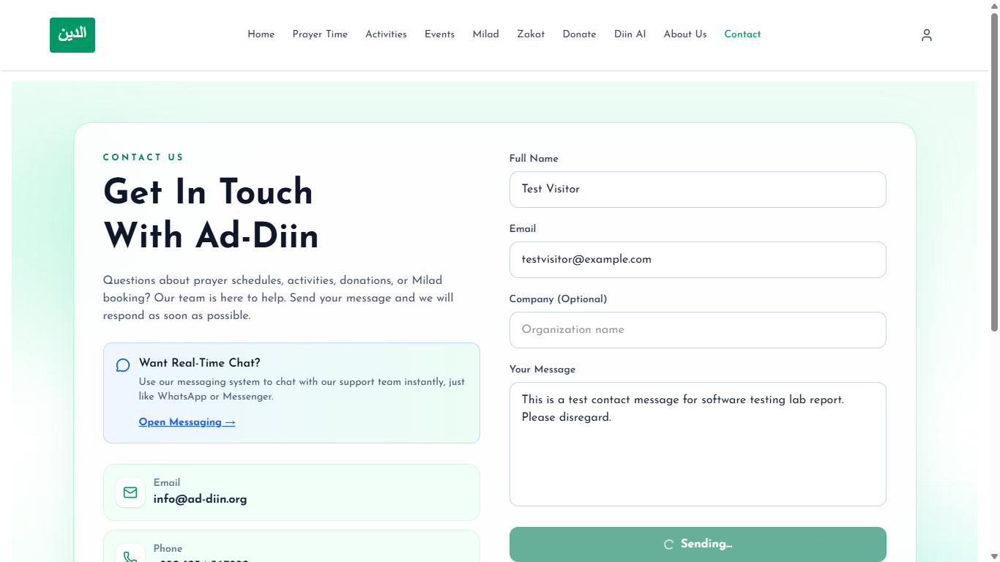 الدين
Home
Prayer Time
Activities
Events
Milad
Zakat
Donate
Diin AI
About Us
Contact
CONTACT US
Get In Touch
With Ad-Diin
Questions about prayer schedules, activities, donations, or Milad
booking? Our team is here to help. Send your message and we will
respond as soon as possible.
Want Real-Time Chat?
Use our messaging system to chat with our support team instantly, just
like WhatsApp or Messenger.
Open Messaging →
Email
info@ad-diin.org
Phone
Full Name
Test Visitor
Email
testvisitor@example.com
Company (Optional)
Organization name
Your Message
This is a test contact message for software testing lab report.
Please disregard.
Sending...